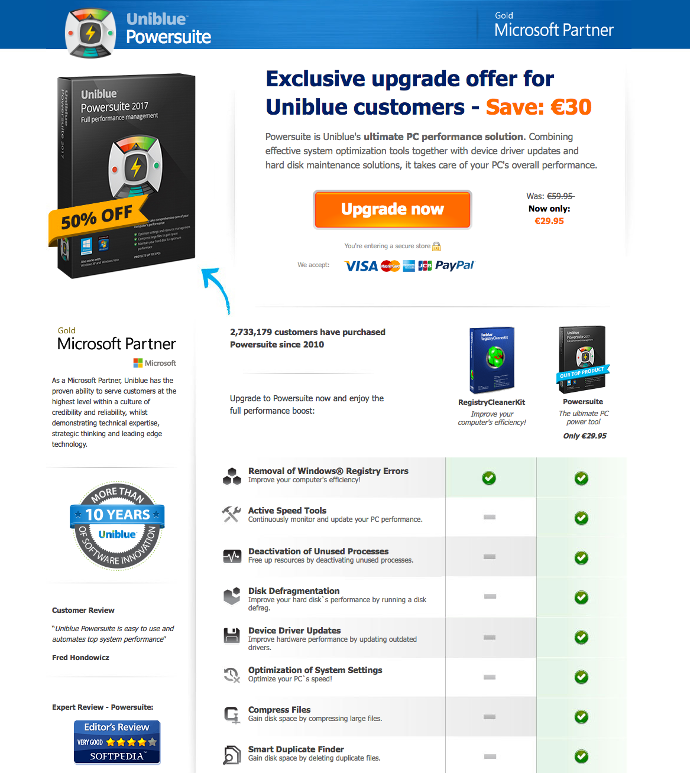 Uniblue™
Powersuite
Gold
Microsoft Partner
Uniblue
Powersuite 2017
Full performance management
50% OFF
Exclusive upgrade offer for
Uniblue customers - Save: €30
Powersuite is Uniblue's ultimate PC performance solution. Combining
effective system optimization tools together with device driver updates and
hard disk maintenance solutions, it takes care of your PC's overall performance.
Upgrade now
Was: €59.95
Now only:
€29.95
You're entering a secure store
We accept:
VISA MasterCard JCB PayPal
Gold
Microsoft Partner
Microsoft
As a Microsoft Partner, Uniblue has the
proven ability to serve customers at the
highest level within a culture of
credibility and reliability, whilst
demonstrating technical expertise,
strategic thinking and leading edge
technology.
MORE THAN
10 YEARS
Uniblue
OF SOFTWARE INNOVATION
Customer Review
"Uniblue Powersuite is easy to use and
automates top system performance"
Fred Hondowicz
Expert Review - Powersuite:
Editor's Review
VERY GOOD
SOFTPEDIA
2,733,179 customers have purchased
Powersuite since 2010
Upgrade to Powersuite now and enjoy the
full performance boost:
RegistryCleanerKit
Improve your
computer's efficiency!
OUR TOP PRODUCT
Powersuite
The ultimate PC
power tool
Only €29.95
Removal of Windows® Registry Errors
Improve your computer's efficiency!
Active Speed Tools
Continuously monitor and update your PC performance.
Deactivation of Unused Processes
Free up resources by deactivating unused processes.
Disk Defragmentation
Improve your hard disk`s performance by running a disk
defrag.
Device Driver Updates
Improve hardware performance by updating outdated
drivers.
Optimization of System Settings
Optimize your PC`s speed!
Compress Files
Gain disk space by compressing large files.
Smart Duplicate Finder
Gain disk space by deleting duplicate files.